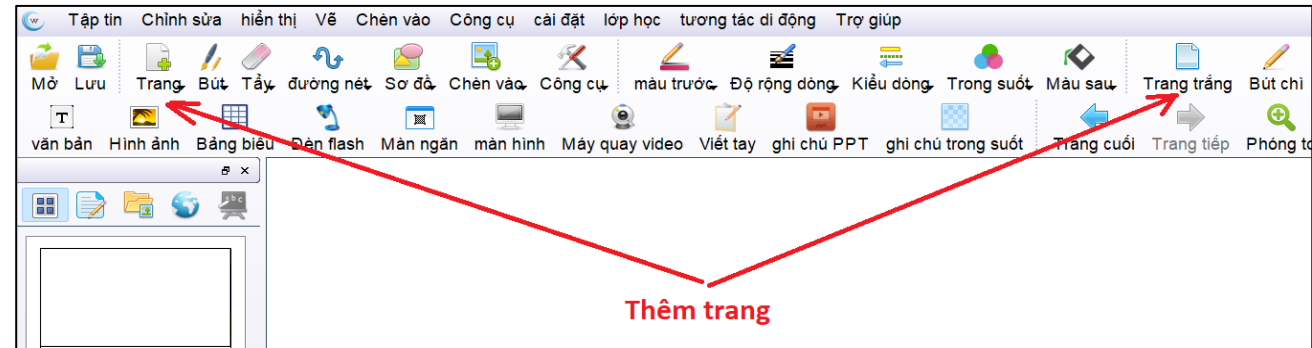 Tập tin Chỉnh sửa hiển thị Vẽ Chèn vào Công cụ cài đặt lớp học tương tác di động Trợ giúp
Mở Lưu Trang Bút Tẩy đường nét Sơ đồ Chèn vào Công cụ màu trước Độ rộng dòng Kiểu dòng Trong suốt Màu sau Trang trắng Bút chì
văn bản Hình ảnh Bảng biểu Đèn flash Màn ngăn màn hình Máy quay video Viết tay ghi chú PPT ghi chú trong suốt Trang cuối Trang tiếp Phóng to
Thêm trang